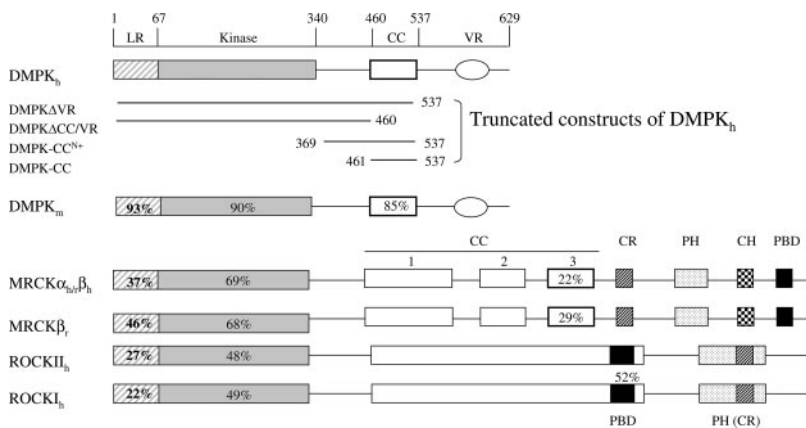 1 67 340 460 537 629
LR Kinase CC VR
DMPKh
DMPKΔVR 537
DMPKΔCC/VR 460
Truncated constructs of DMPKh
DMPK-CCN+ 369 537
DMPK-CC 461 537
DMPKm 93% 90% 85%
CC CR PH CH PBD
1 2 3
MRCKαh/rβh 37% 69% 22%
MRCKβr 46% 68% 29%
ROCKIIh 27% 48%
52%
ROCKIh 22% 49%
PBD PH (CR)